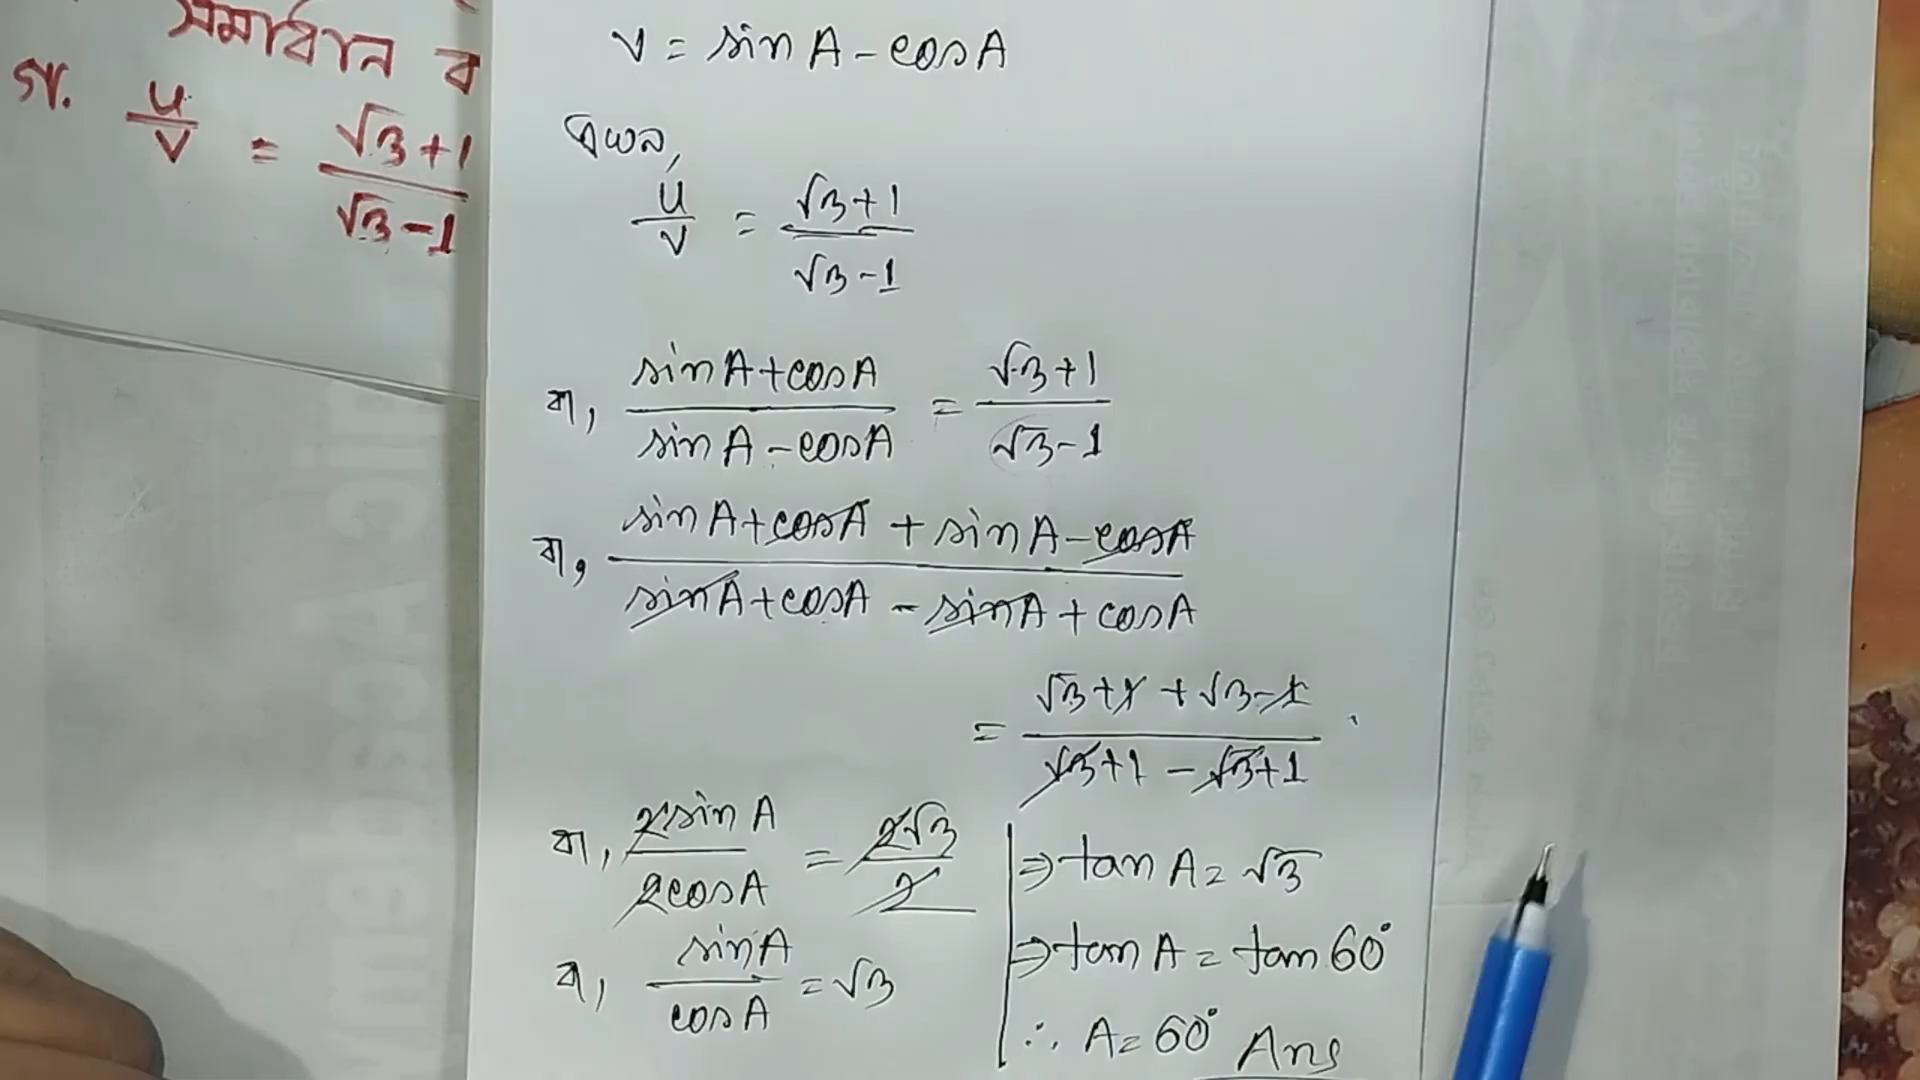 সমাধান ক
গ. u/v = √3+1/√3-1
v = sin A - cos A
এখন,
u/v = √3+1/√3-1
বা, sin A + cos A/sin A - cos A = √3+1/√3-1
বা, sin A + cos A + sin A - cos A/sin A + cos A - sin A + cos A
= √3+1+√3-1/√3+1-√3+1
বা, 2 sin A/2 cos A = 2√3/2
বা, sin A/cos A = √3
⇒ tan A = √3
⇒ tan A = tan 60°
∴ A = 60° Ans